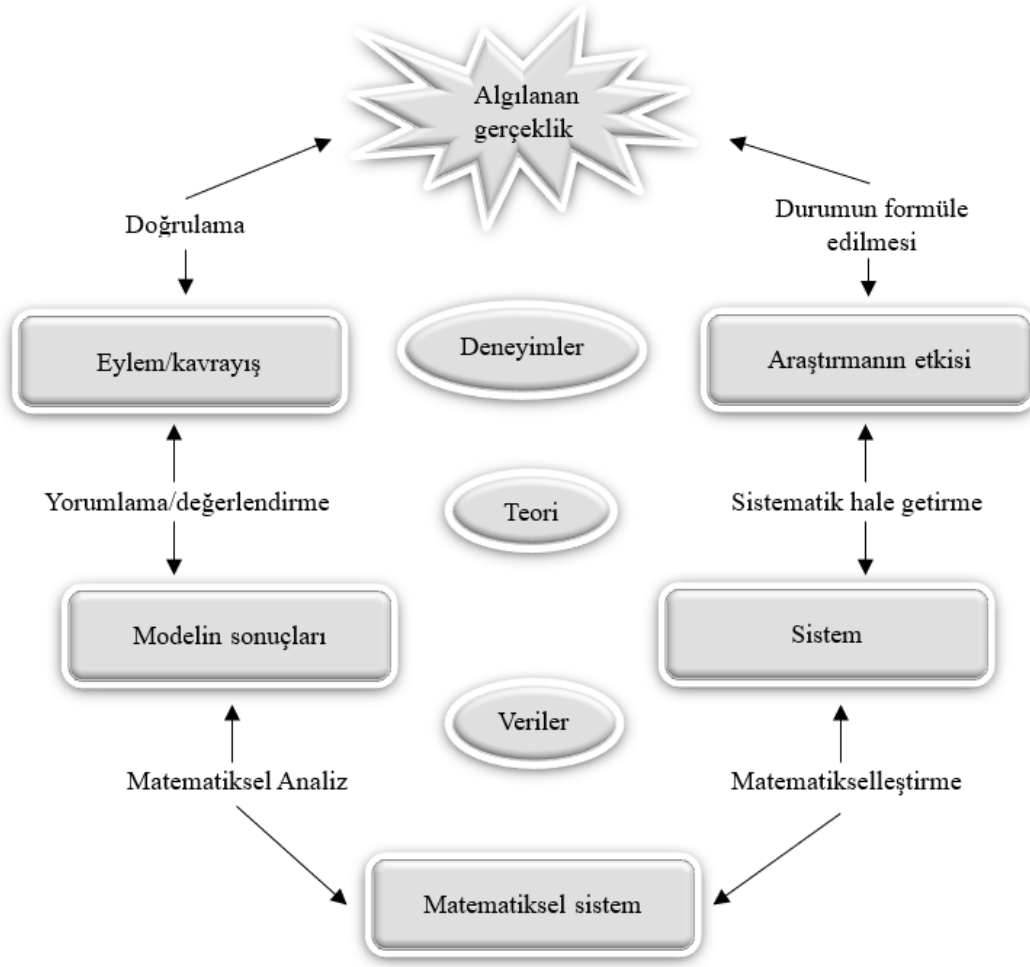 Algılanan
gerçeklik
Doğrulama
Durumun formüle
edilmesi
Eylem/kavrayış
Deneyimler
Araştırmanın etkisi
Yorumlama/değerlendirme
Teori
Sistematik hale getirme
Modelin sonuçları
Sistem
Veriler
Matematiksel Analiz
Matematikselleştirme
Matematiksel sistem